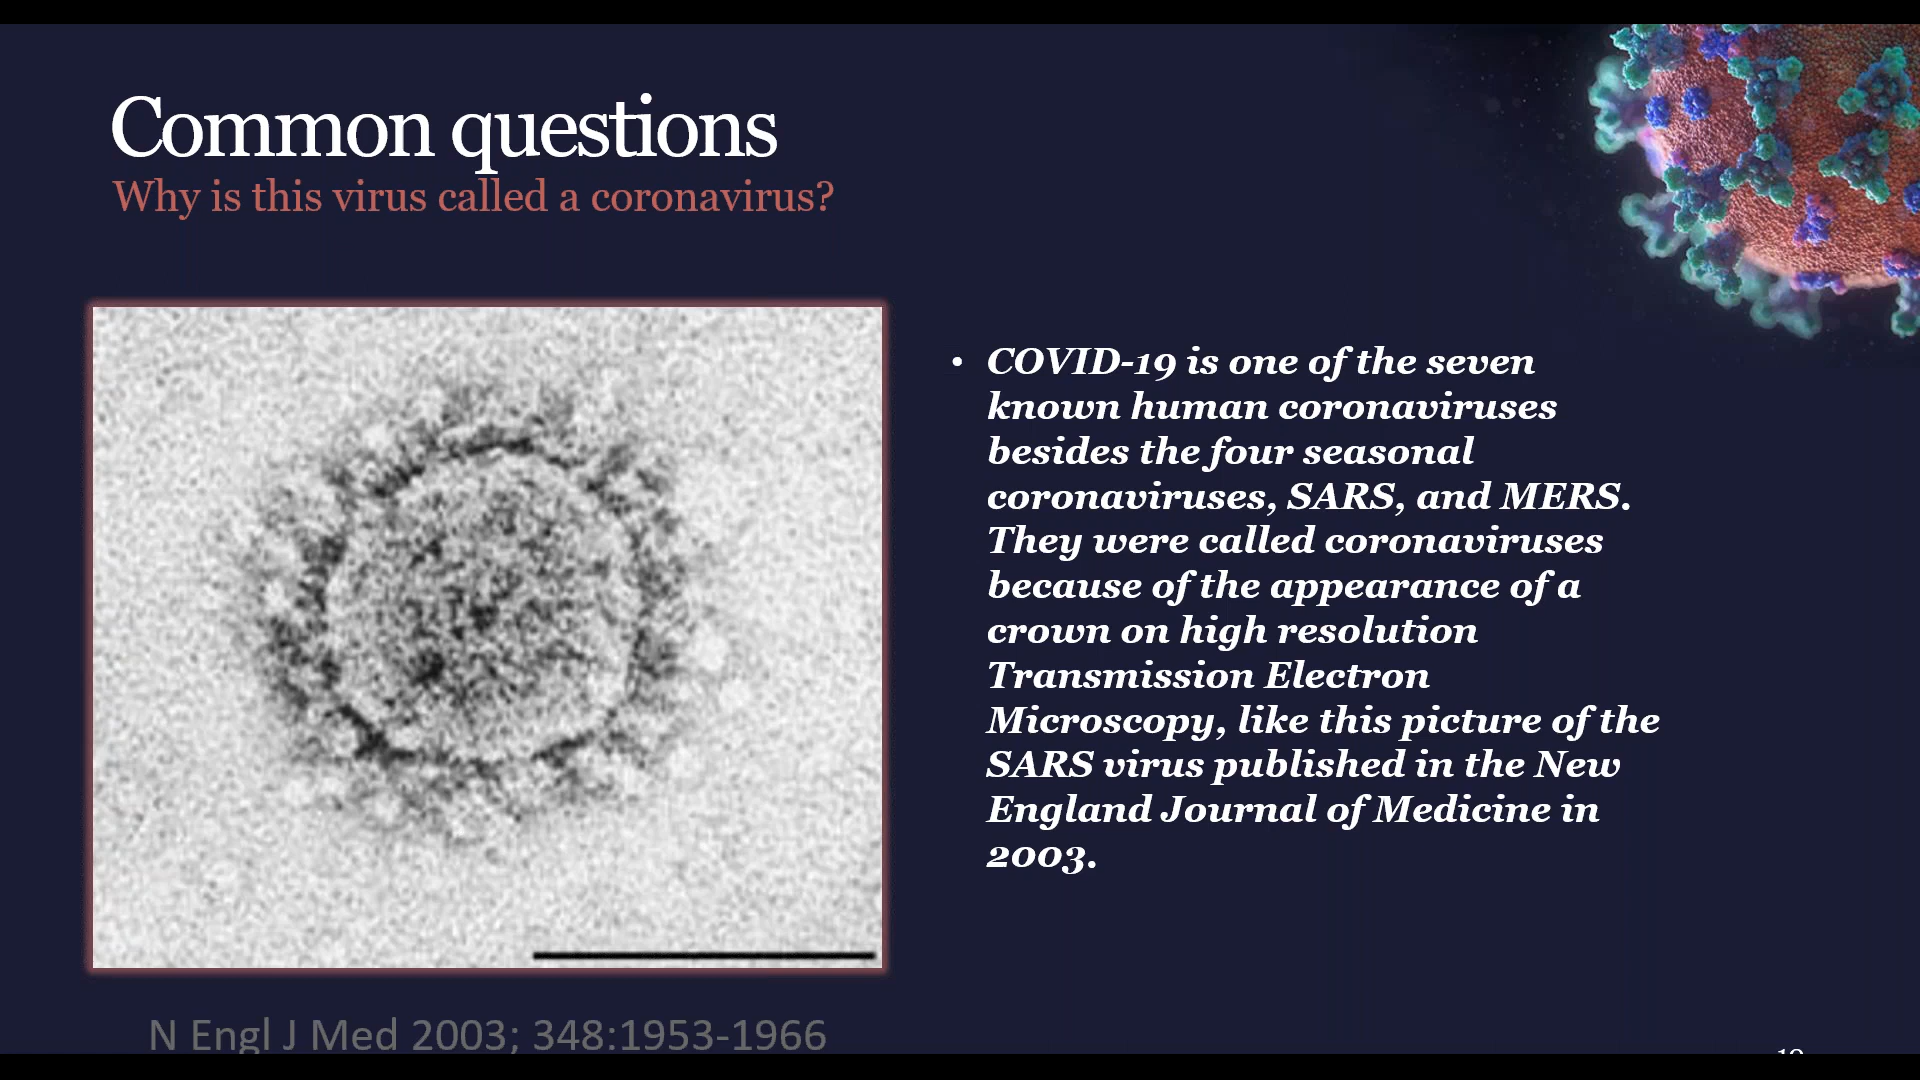 Common questions
Why is this virus called a coronavirus?
• COVID-19 is one of the seven
known human coronaviruses
besides the four seasonal
coronaviruses, SARS, and MERS.
They were called coronaviruses
because of the appearance of a
crown on high resolution
Transmission Electron
Microscopy, like this picture of the
SARS virus published in the New
England Journal of Medicine in
2003.
N Engl J Med 2003; 348:1953-1966